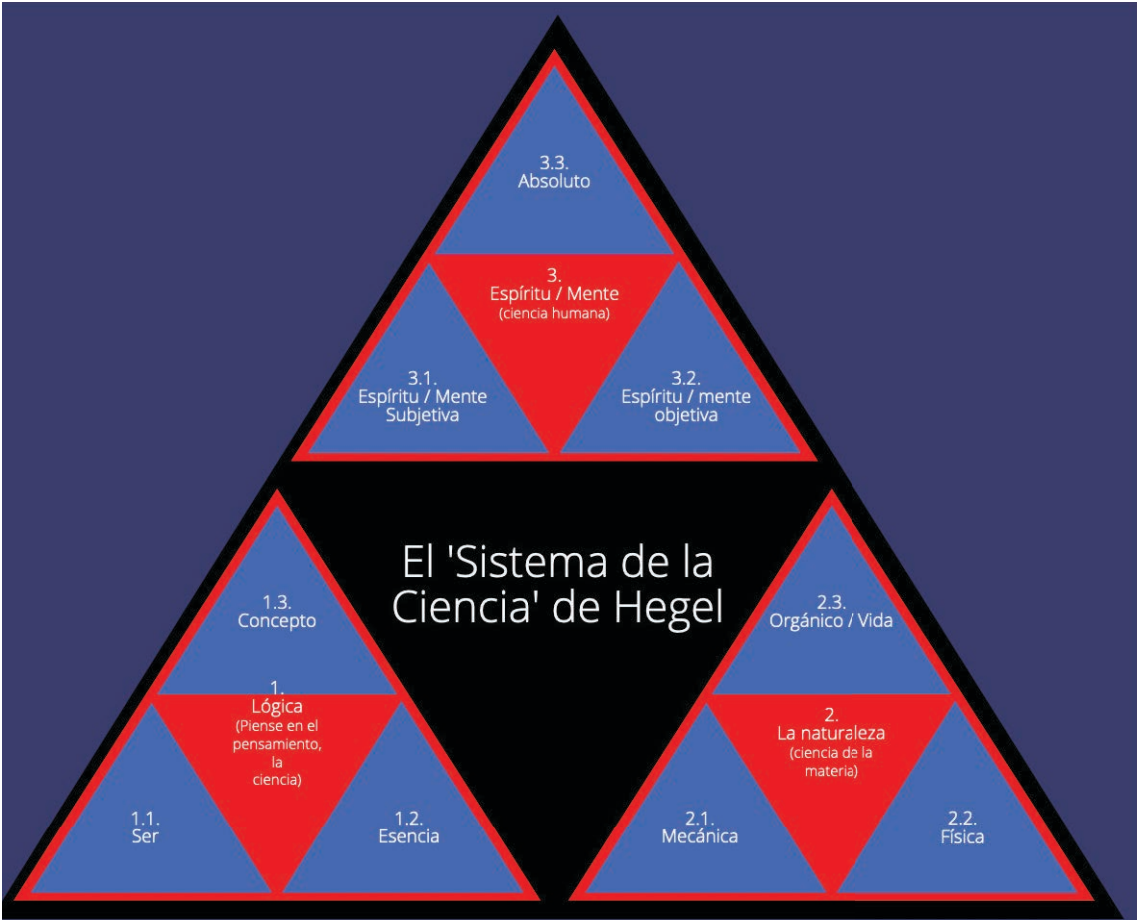 3.3.
Absoluto
3.
Espíritu / Mente
(ciencia humana)
3.1.
Espíritu / Mente
Subjetiva
3.2.
Espíritu / mente
objetiva
El 'Sistema de la
Ciencia' de Hegel
1.3.
Concepto
1.
Lógica
(Piense en el
pensamiento,
la
ciencia)
1.1.
Ser
1.2.
Esencia
2.3.
Orgánico / Vida
2.
La naturaleza
(ciencia de la
materia)
2.1.
Mecánica
2.2.
Física